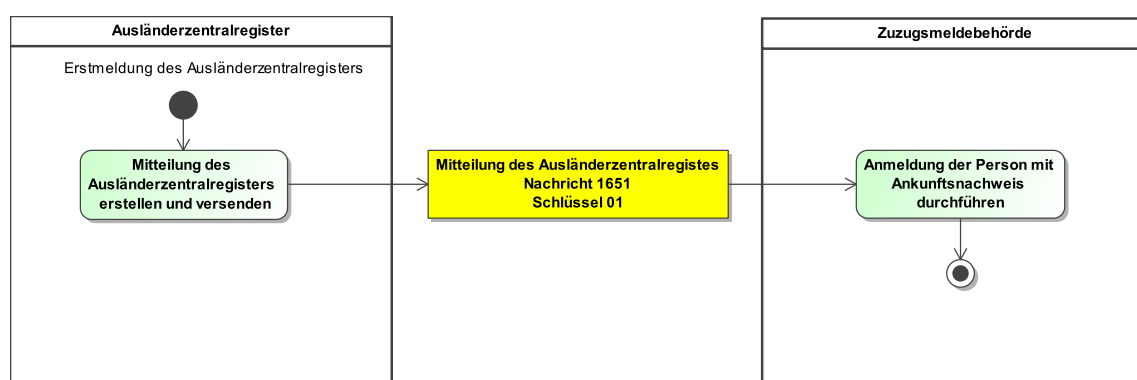 Ausländerzentralregister
Erstmeldung des Ausländerzentralregisters
Mitteilung des
Ausländerzentralregisters
erstellen und versenden
Mitteilung des Ausländerzentralregistes
Nachricht 1651
Schlüssel 01
Zuzugsmeldebehörde
Anmeldung der Person mit
Ankunftsnachweis
durchführen